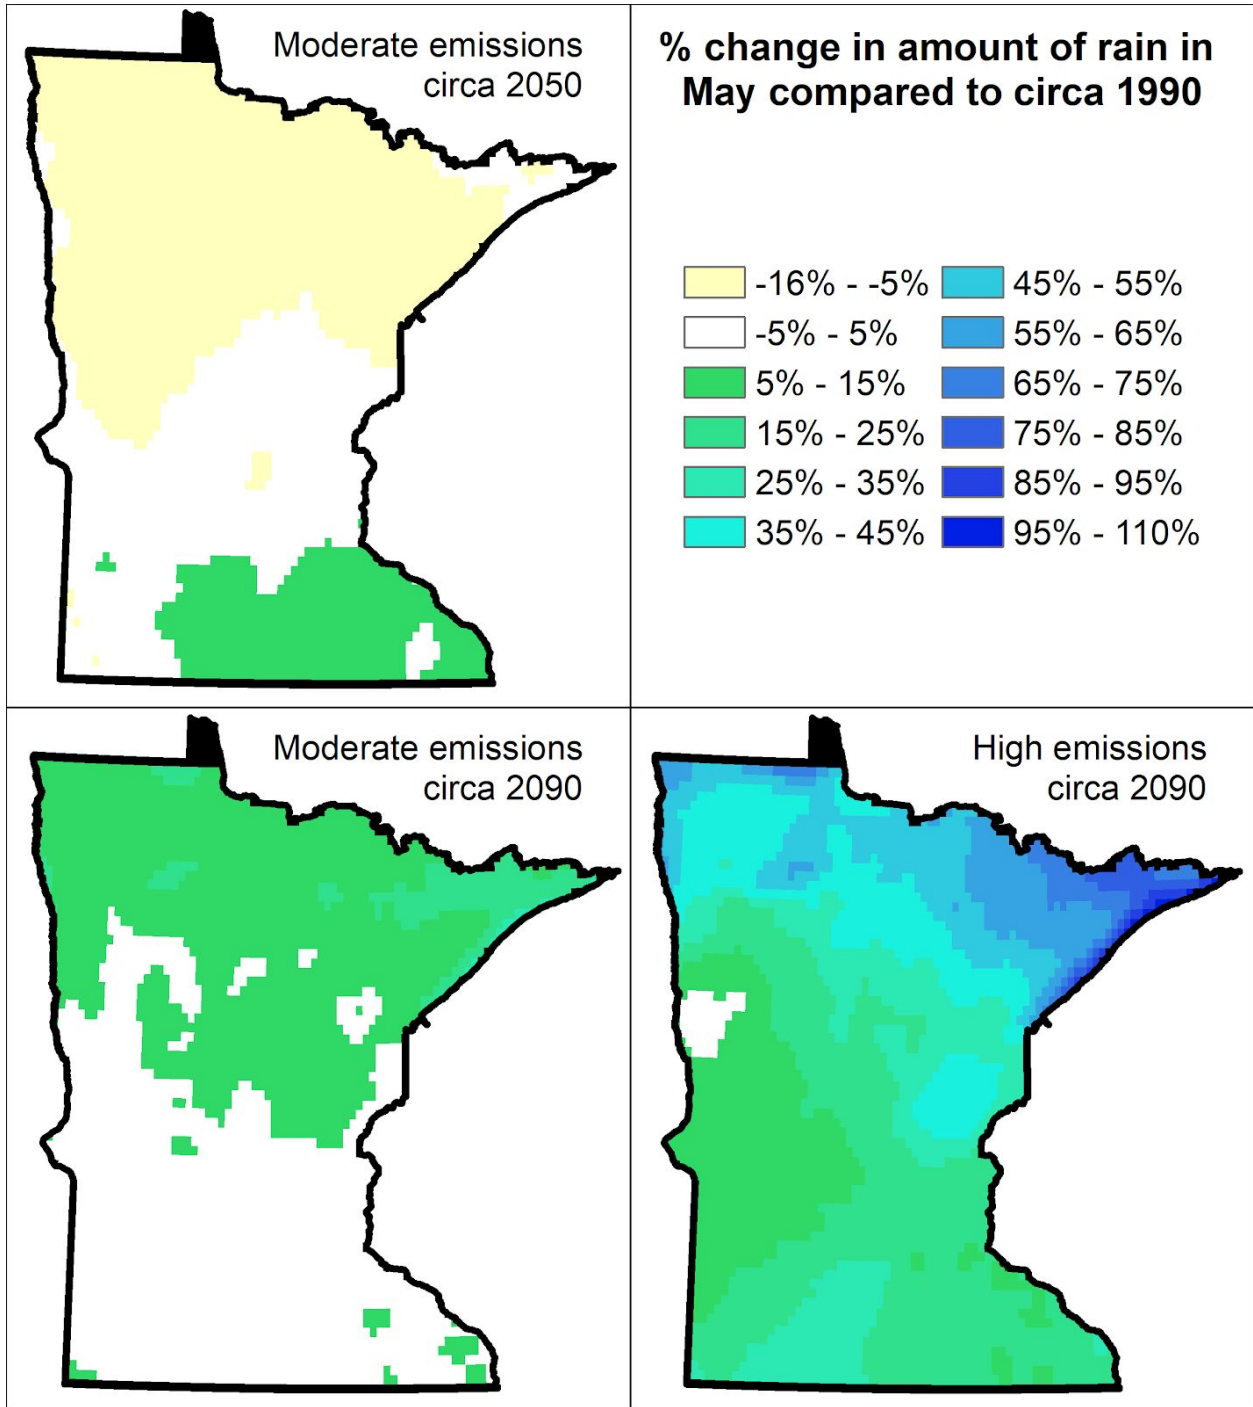 Moderate emissions
circa 2050
% change in amount of rain in
May compared to circa 1990
-16% - -5%
-5% - 5%
5% - 15%
15% - 25%
25% - 35%
35% - 45%
45% - 55%
55% - 65%
65% - 75%
75% - 85%
85% - 95%
95% - 110%
Moderate emissions
circa 2090
High emissions
circa 2090